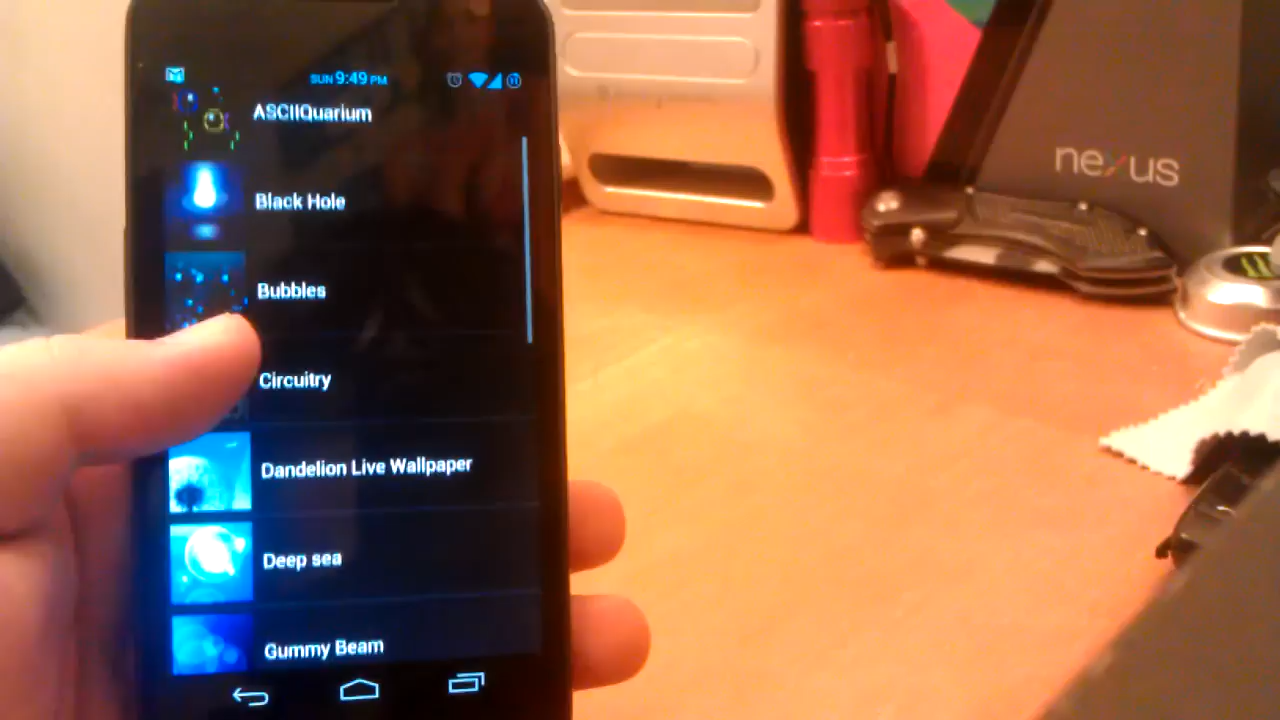 SUN 9:49 PM
ASCIIQuarium
Black Hole
Bubbles
Circuitry
Dandelion Live Wallpaper
Deep sea
Gummy Beam
nexus